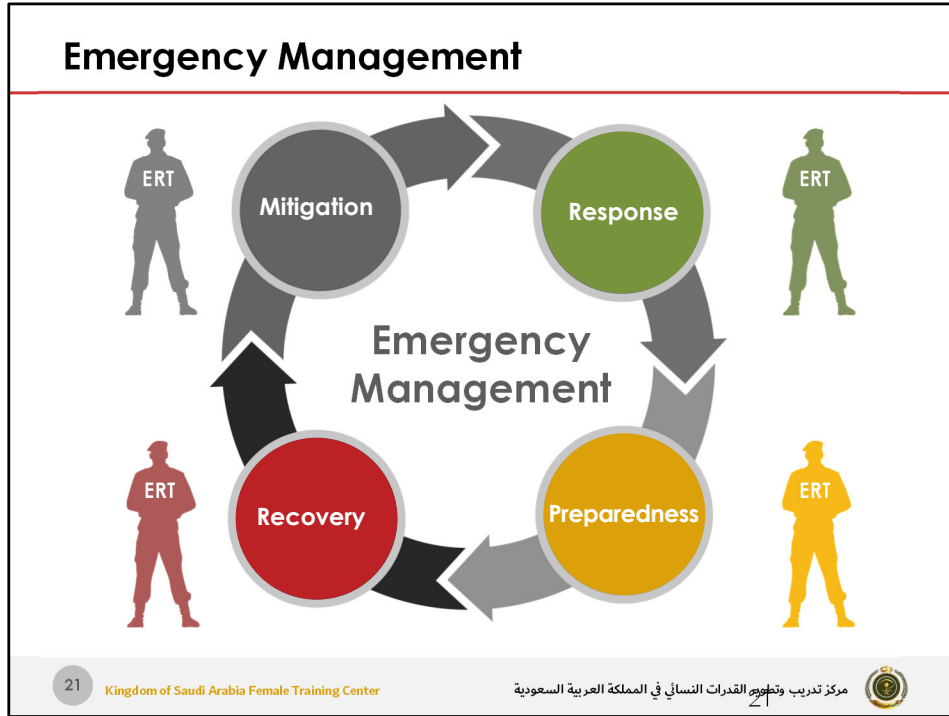 Emergency Management
ERT
Mitigation
Response
ERT
Emergency
Management
ERT
Recovery
Preparedness
ERT
21
Kingdom of Saudi Arabia Female Training Center
مركز تدريب وتطوير القدرات النسائي في المملكة العربية السعودية
21